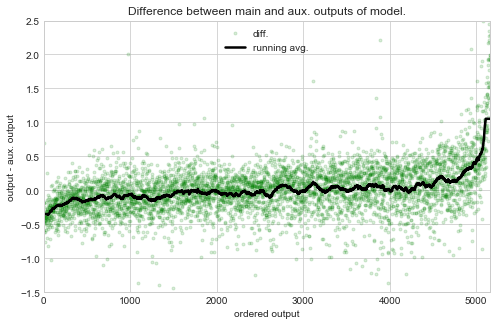 Difference between main and aux. outputs of model.
diff.
running avg.
output - aux. output
2.5
2.0
1.5
1.0
0.5
0.0
−0.5
−1.0
−1.5
0 1000 2000 3000 4000 5000
ordered output